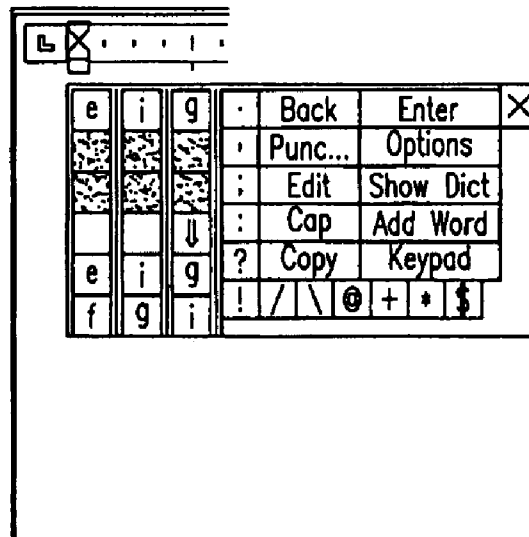 e i g . Back Enter X
' Punc... Options
; Edit Show Dict
⇓ : Cap Add Word
e i g ? Copy Keypad
f g i ! / \ @ + * $